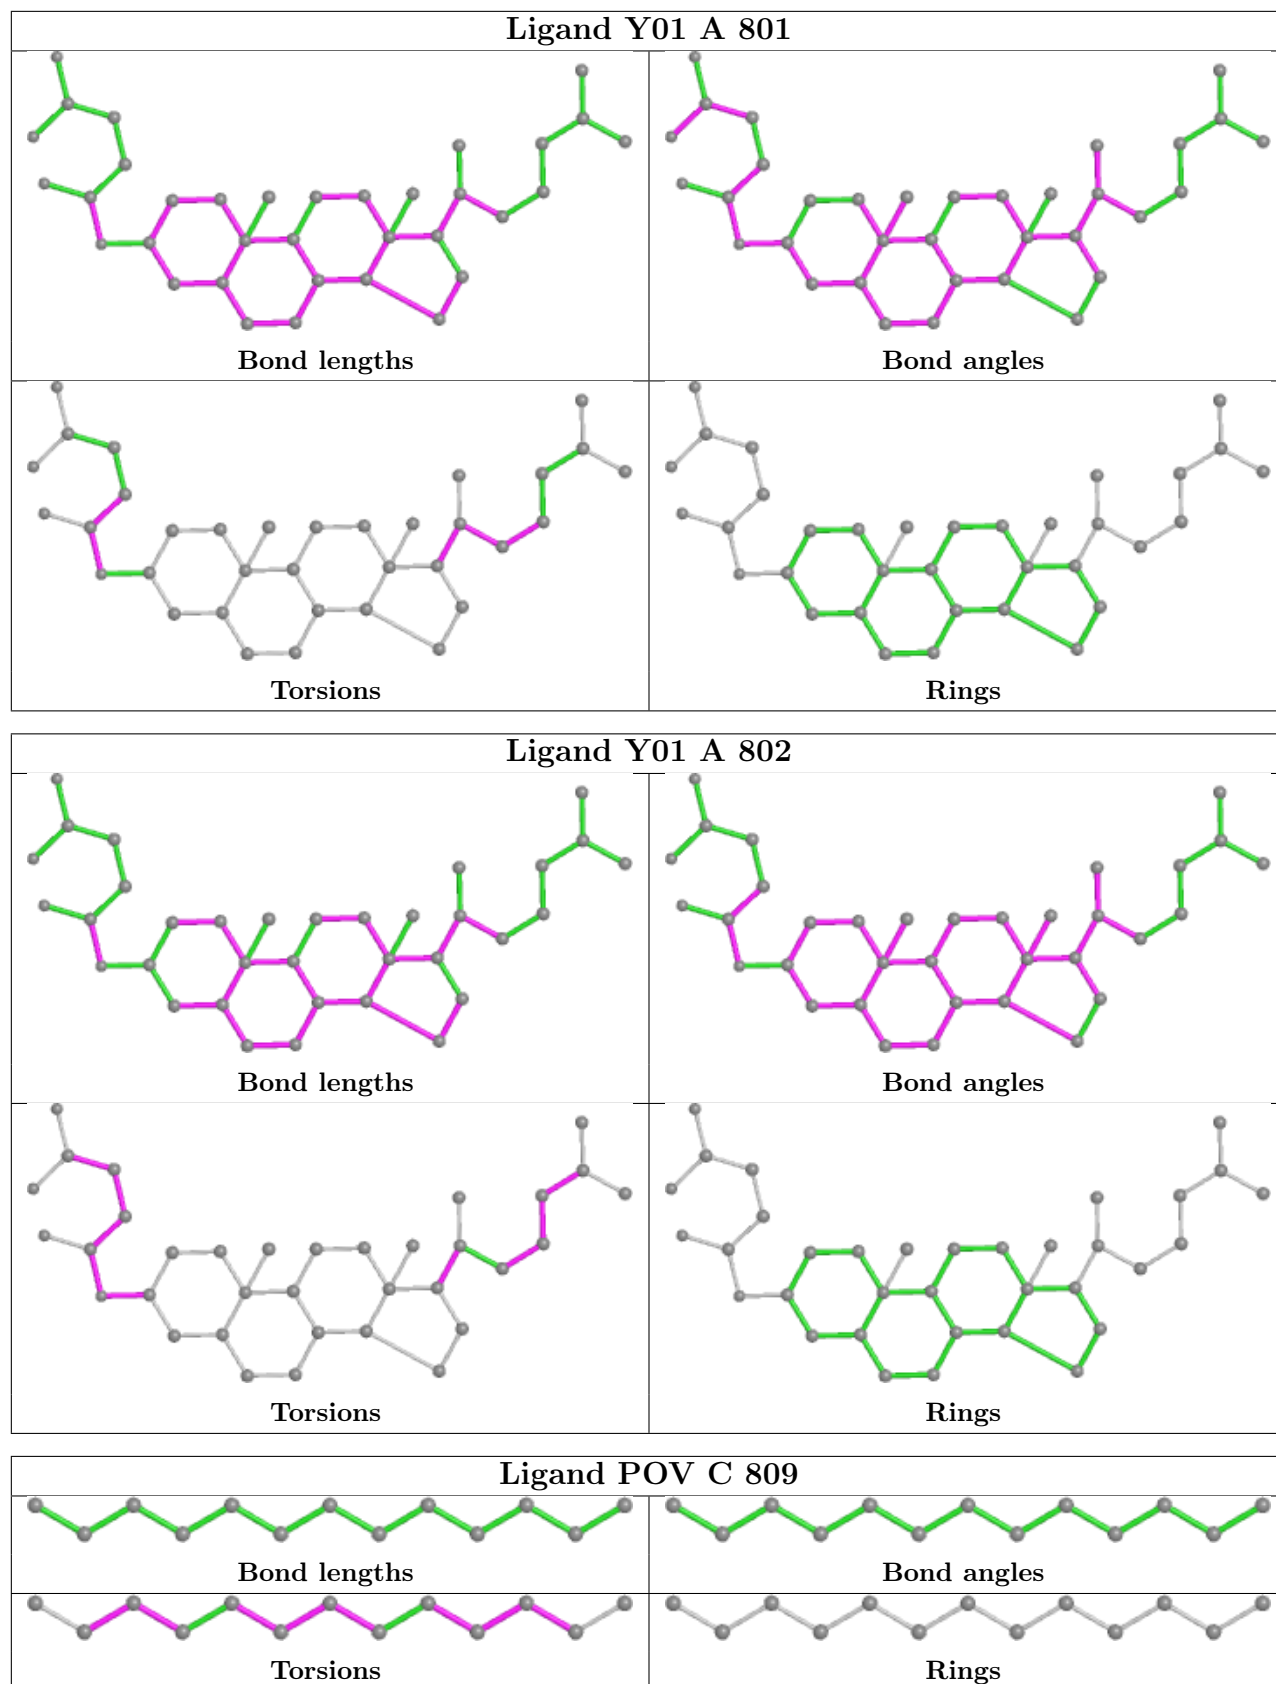 Ligand Y01 A 801
Bond lengths
Bond angles
Torsions
Rings
Ligand Y01 A 802
Bond lengths
Bond angles
Torsions
Rings
Ligand POV C 809
Bond lengths
Bond angles
Torsions
Rings